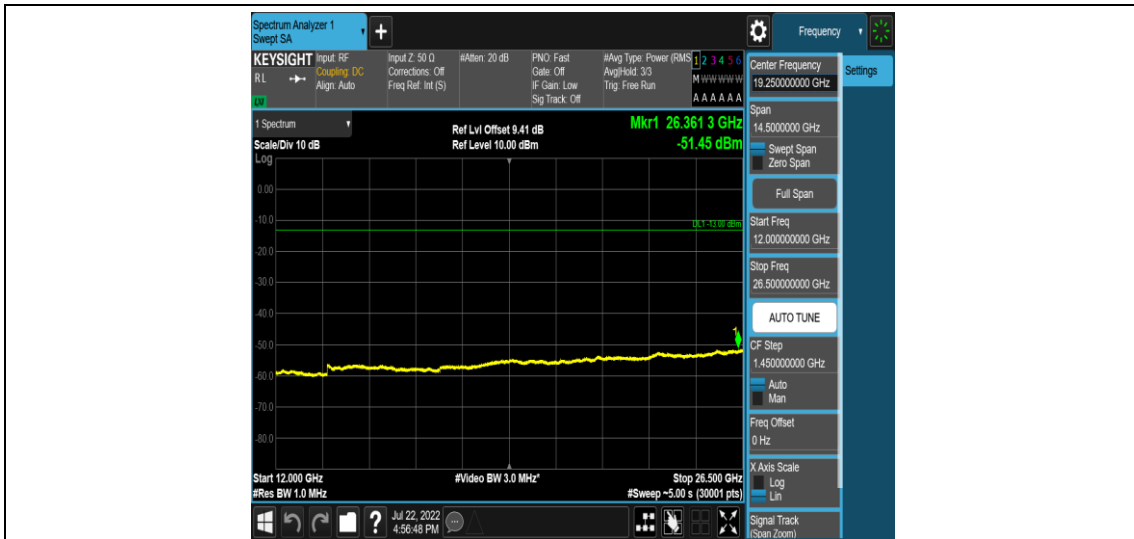 Spectrum Analyzer 1
Swept SA
+
Frequency
KEYSIGHT
RL
LM
Input: RF
Coupling: DC
Align: Auto
Input Z: 50 Ω
Corrections: Off
Freq Ref: Int (S)
#Atten: 20 dB
PNO: Fast
Gate: Off
IF Gain: Low
Sig Track: Off
#Avg Type: Power (RMS
Avg|Hold: 3/3
Trig: Free Run
1 2 3 4 5 6
M W W W W W
A A A A A A
1 Spectrum
Scale/Div 10 dB
Ref Lvl Offset 9.41 dB
Ref Level 10.00 dBm
Mkr1 26.361 3 GHz
-51.45 dBm
Log
0.00
-10.0
-20.0
-30.0
-40.0
-50.0
-60.0
-70.0
-80.0
DL1 -13.00 dBm
1
Start 12.000 GHz
#Res BW 1.0 MHz
#Video BW 3.0 MHz*
Stop 26.500 GHz
#Sweep ~5.00 s (30001 pts)
?
Jul 22, 2022
4:56:48 PM
Center Frequency
19.250000000 GHz
Settings
Span
14.5000000 GHz
Swept Span
Zero Span
Full Span
Start Freq
12.000000000 GHz
Stop Freq
26.500000000 GHz
AUTO TUNE
CF Step
1.450000000 GHz
Auto
Man
Freq Offset
0 Hz
X Axis Scale
Log
Lin
Signal Track
(Span Zoom)